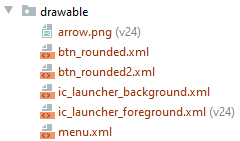 drawable
arrow.png (v24)
btn_rounded.xml
btn_rounded2.xml
ic_launcher_background.xml
ic_launcher_foreground.xml (v24)
menu.xml